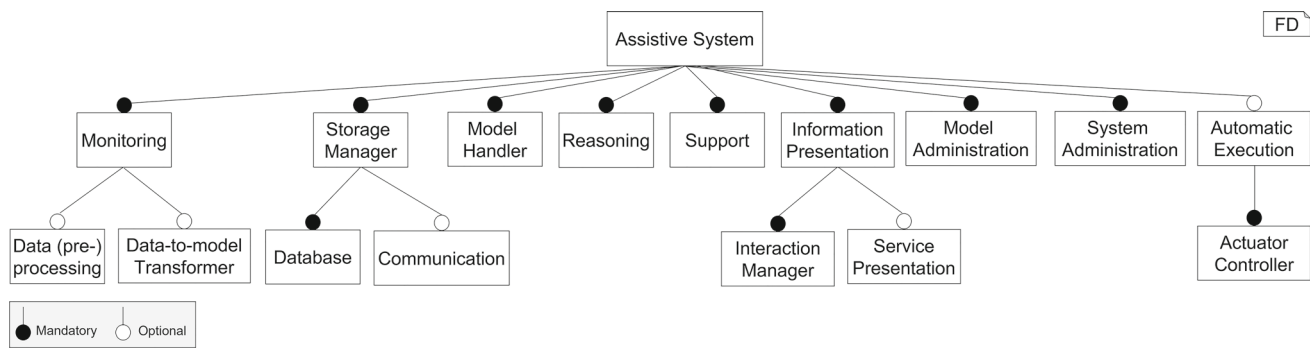 Assistive System
FD
Monitoring
Storage
Manager
Model
Handler
Reasoning
Support
Information
Presentation
Model
Administration
System
Administration
Automatic
Execution
Data (pre-)
processing
Data-to-model
Transformer
Database
Communication
Interaction
Manager
Service
Presentation
Actuator
Controller
Mandatory
Optional